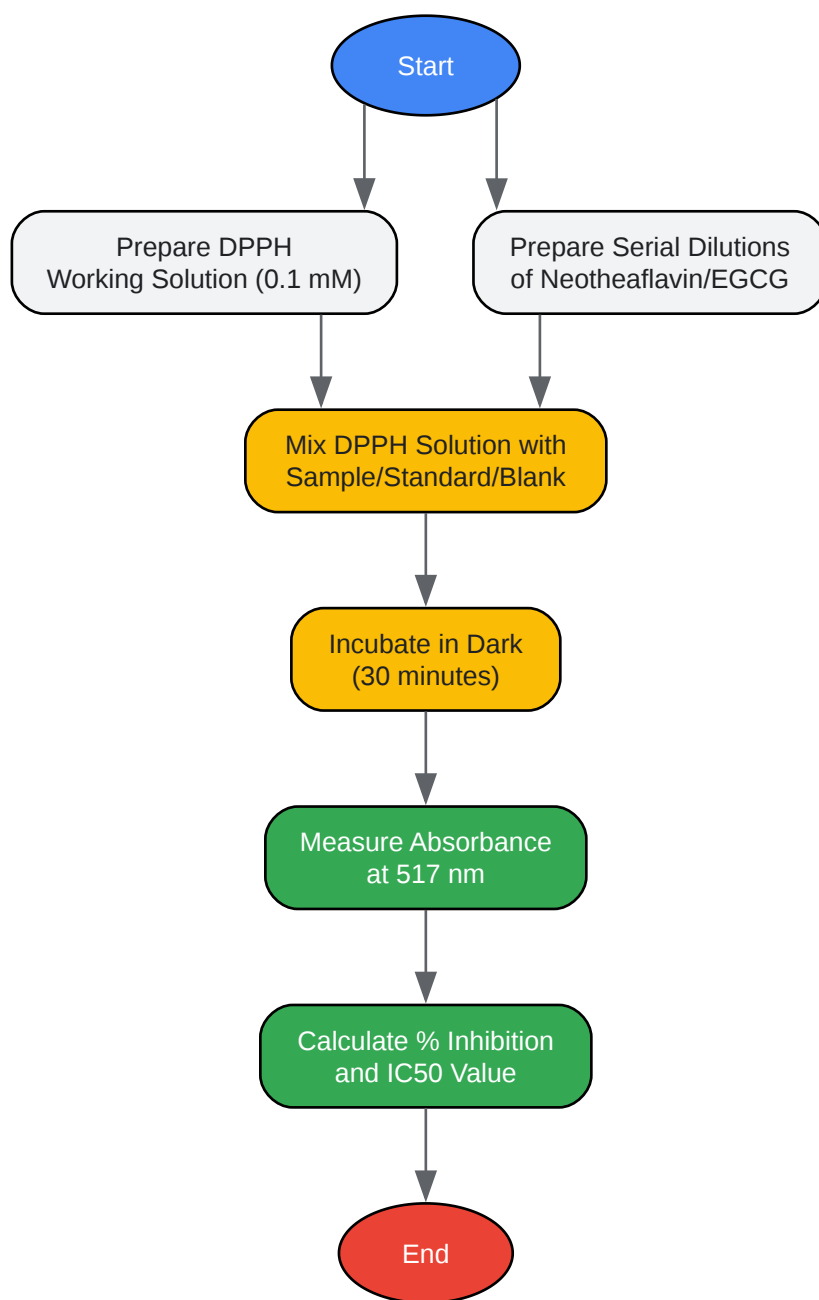 Start
Prepare DPPH
Working Solution (0.1 mM)
Prepare Serial Dilutions
of Neotheaflavin/EGCG
Mix DPPH Solution with
Sample/Standard/Blank
Incubate in Dark
(30 minutes)
Measure Absorbance
at 517 nm
Calculate % Inhibition
and IC50 Value
End